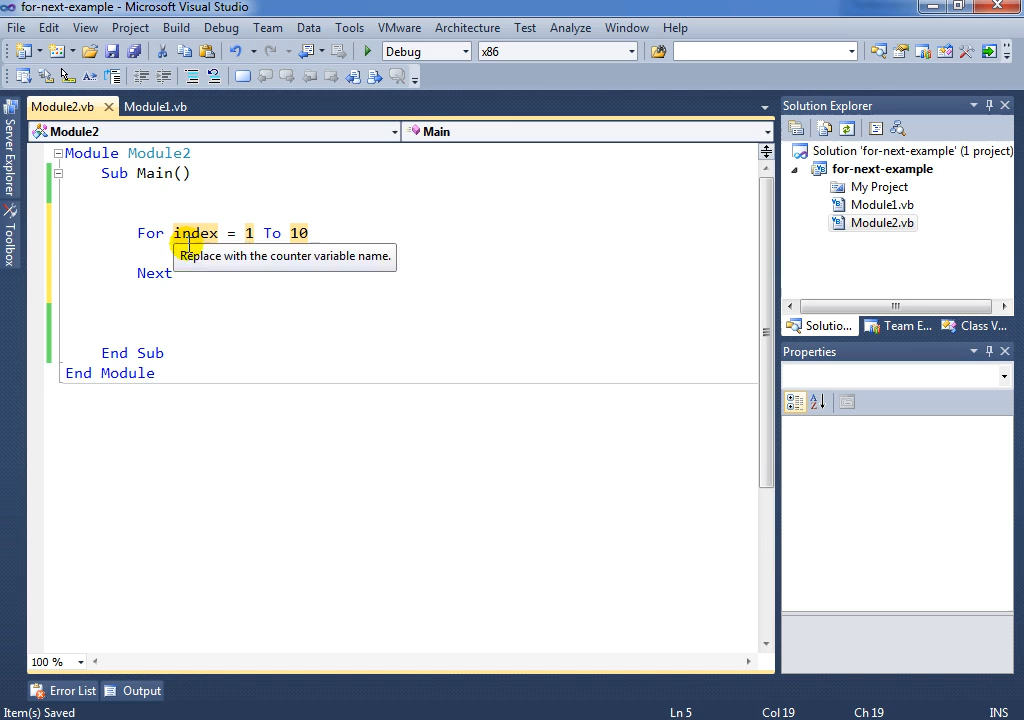 for-next-example - Microsoft Visual Studio
File Edit View Project Build Debug Team Data Tools VMware Architecture Test Analyze Window Help
Debug x86
Module2.vb Module1.vb
Module2 Main
Server Explorer
Toolbox
Module Module2
Sub Main()
For index = 1 To 10
Replace with the counter variable name.
Next
End Sub
End Module
100 %
Error List Output
Item(s) Saved Ln 5 Col 19 Ch 19 INS
Solution Explorer
Solution 'for-next-example' (1 project)
for-next-example
My Project
Module1.vb
Module2.vb
Solutio... Team E... Class V...
Properties